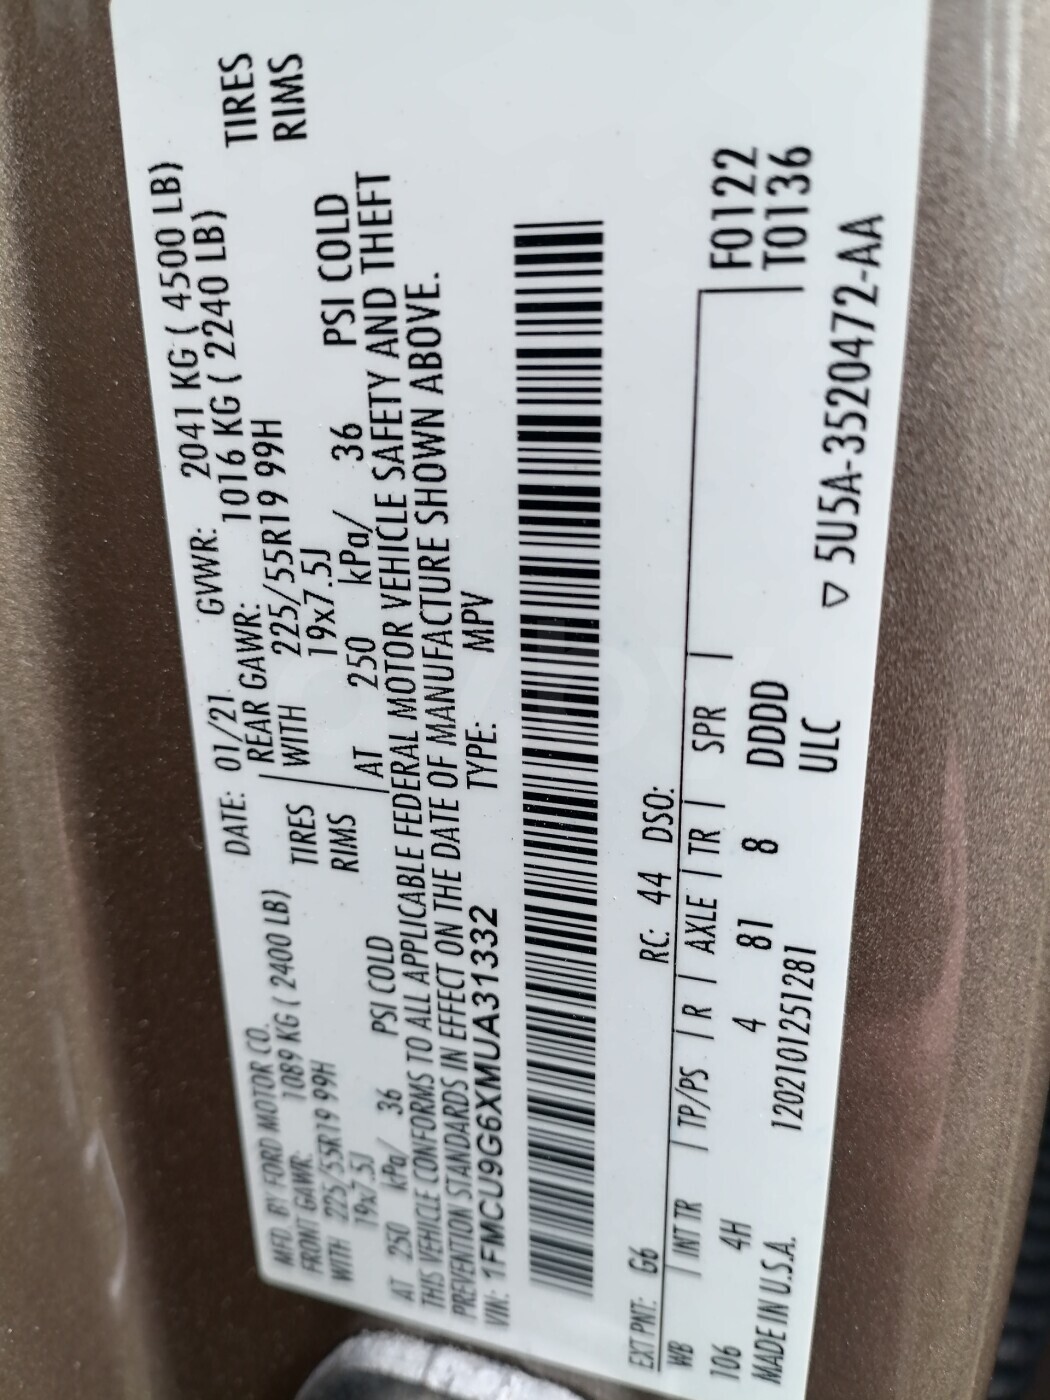 MFD. BY FORD MOTOR CO. DATE: 01/21 GVWR: 2041 KG ( 4500 LB)
FRONT GAWR: 1089 KG ( 2400 LB) REAR GAWR: 1016 KG ( 2240 LB)
WITH 225/55R19 99H TIRES WITH 225/55R19 99H TIRES
19x7.5J RIMS 19x7.5J RIMS
AT 250 kPa/ 36 PSI COLD AT 250 kPa/ 36 PSI COLD
THIS VEHICLE CONFORMS TO ALL APPLICABLE FEDERAL MOTOR VEHICLE SAFETY AND THEFT
PREVENTION STANDARDS IN EFFECT ON THE DATE OF MANUFACTURE SHOWN ABOVE.
VIN: 1FMCU9G6XMUA31332 TYPE: MPV
EXT PNT: G6 RC: 44 DSO:
WB | INT TR | TP/PS | R | AXLE | TR | SPR | F0122
106 4H 4 81 8 DDDD T0136
MADE IN U.S.A. 1202101251281 ULC
▽ 5U5A-3520472-AA